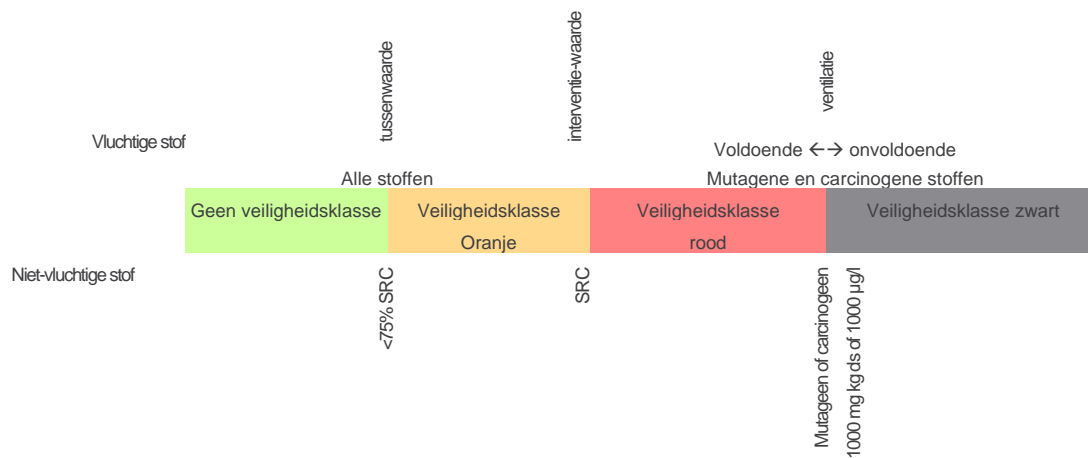 tussenwaarde
interventie-waarde
ventilatie
Vluchtige stof
Voldoende ←→ onvoldoende
Alle stoffen
Mutagene en carcinogene stoffen
Geen veiligheidsklasse
Veiligheidsklasse
Oranje
Veiligheidsklasse
rood
Veiligheidsklasse zwart
Niet-vluchtige stof
<75% SRC
SRC
Mutageen of carcinogeen
1000 mg kg ds of 1000 µg/l